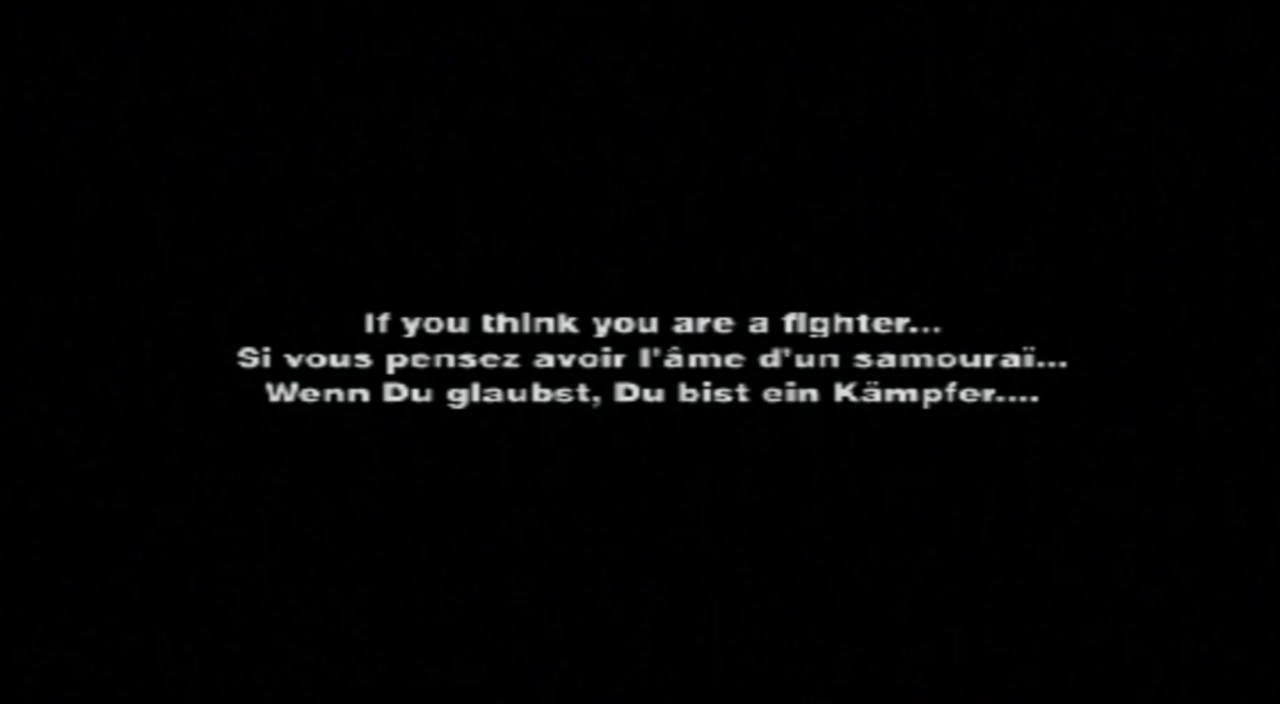 If you think you are a fighter...
Si vous pensez avoir l'âme d'un samouraï...
Wenn Du glaubst, Du bist ein Kämpfer....